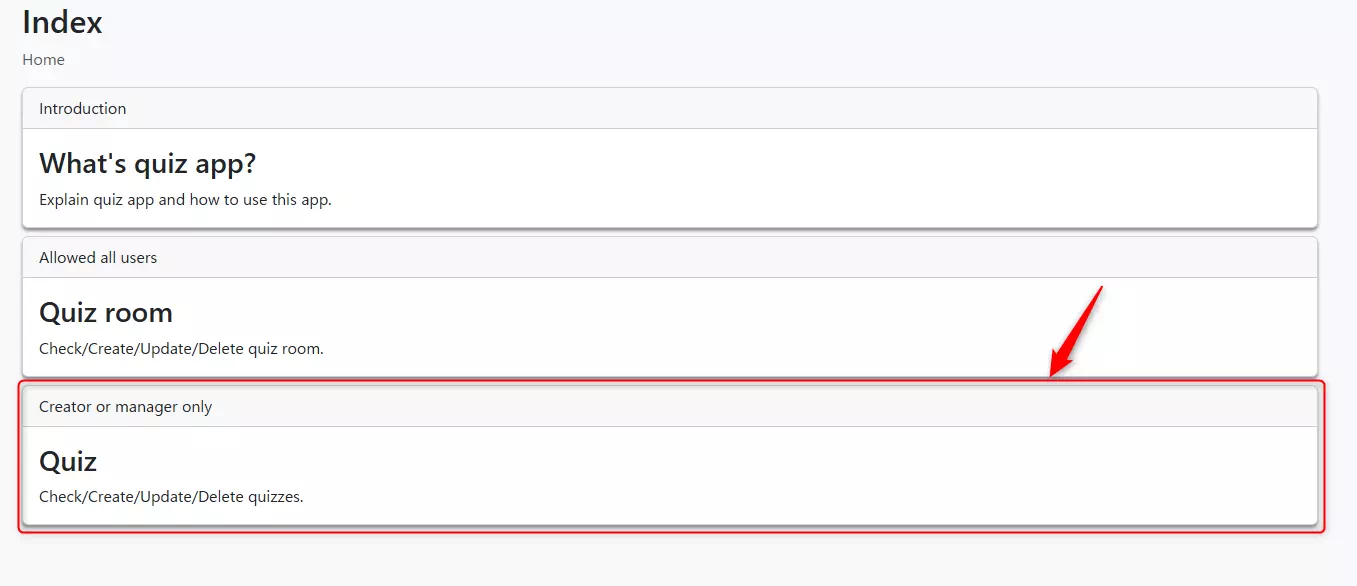 Index
Home
Introduction
What's quiz app?
Explain quiz app and how to use this app.
Allowed all users
Quiz room
Check/Create/Update/Delete quiz room.
Creator or manager only
Quiz
Check/Create/Update/Delete quizzes.